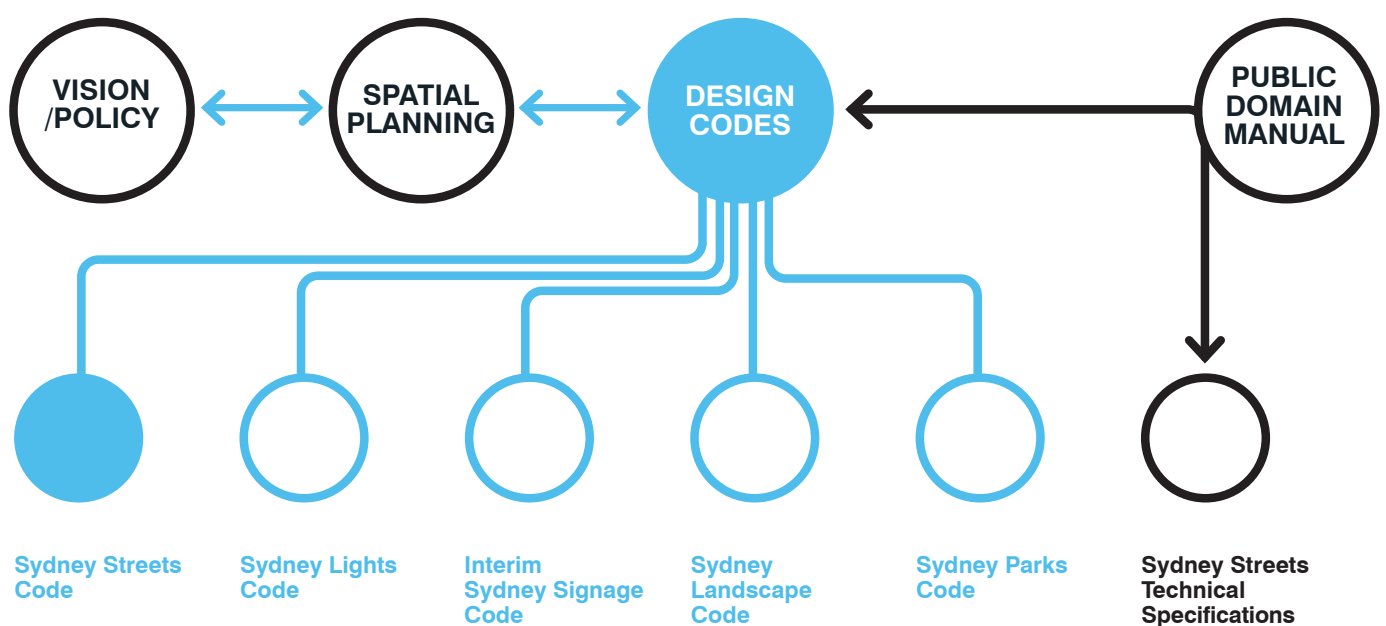 VISION
/POLICY
SPATIAL
PLANNING
DESIGN
CODES
PUBLIC
DOMAIN
MANUAL
Sydney Streets
Code
Sydney Lights
Code
Interim
Sydney Signage
Code
Sydney
Landscape
Code
Sydney Parks
Code
Sydney Streets
Technical
Specifications